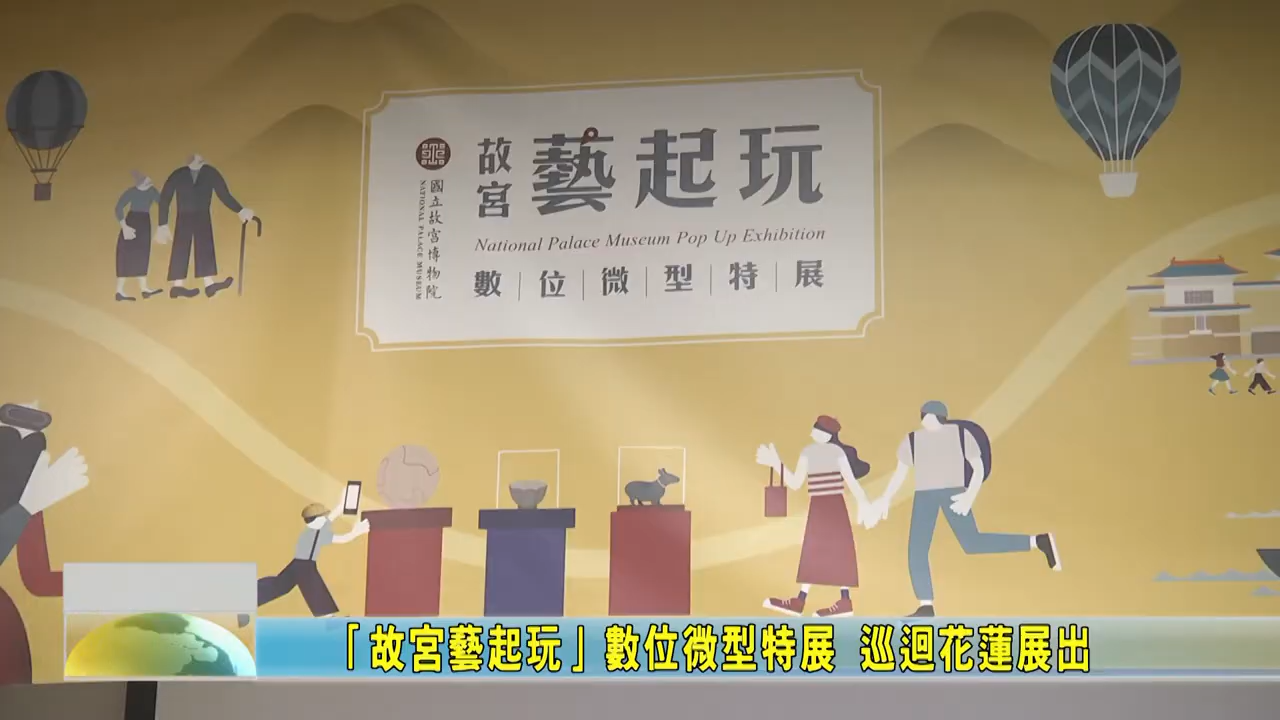 故宮 藝起玩
國立故宮博物院
NATIONAL PALACE MUSEUM
National Palace Museum Pop Up Exhibition
數 | 位 | 微 | 型 | 特 | 展
「故宮藝起玩」數位微型特展 巡迴花蓮展出